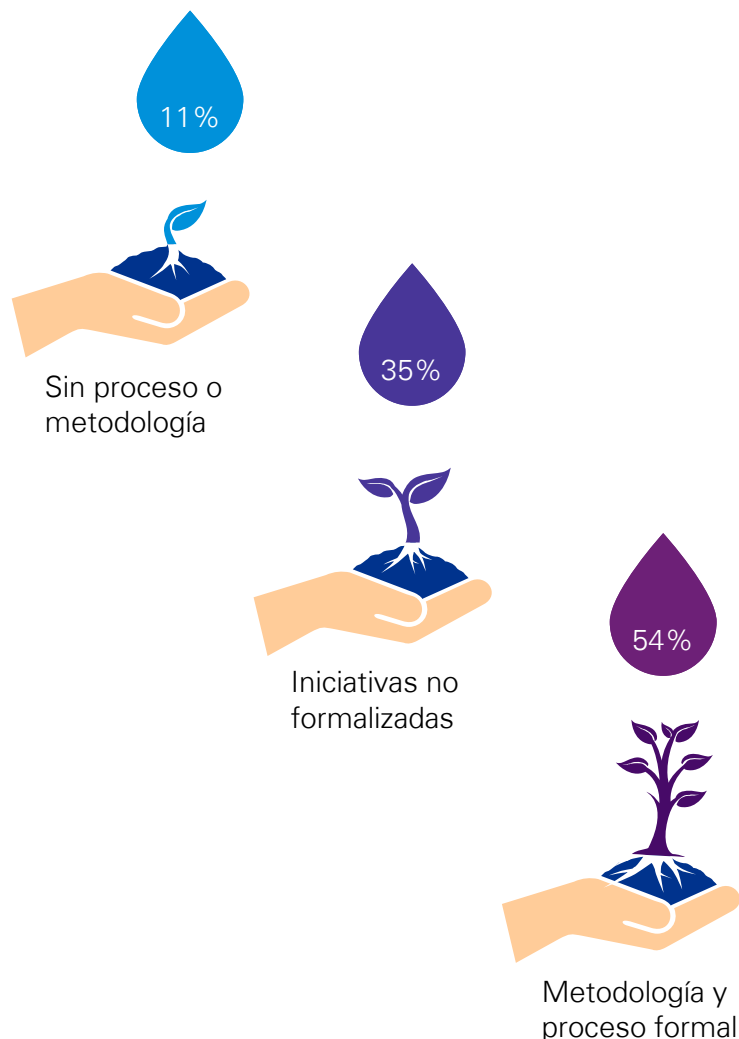 11%
Sin proceso o
metodología
35%
Iniciativas no
formalizadas
54%
Metodología y
proceso formal